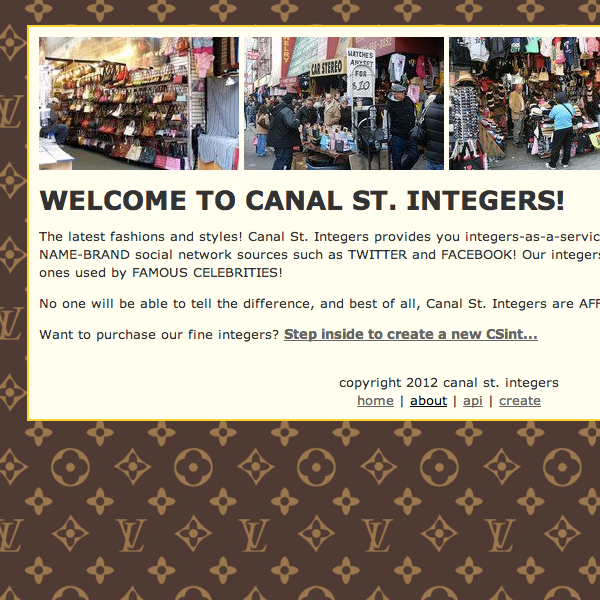 WATCHES
ANY SET
FOR
$10
CAR STEREO
WELCOME TO CANAL ST. INTEGERS!
The latest fashions and styles! Canal St. Integers provides you integers-as-a-servic
NAME-BRAND social network sources such as TWITTER and FACEBOOK! Our integers
ones used by FAMOUS CELEBRITIES!
No one will be able to tell the difference, and best of all, Canal St. Integers are AFF
Want to purchase our fine integers? Step inside to create a new CSint...
copyright 2012 canal st. integers
home | about | api | create